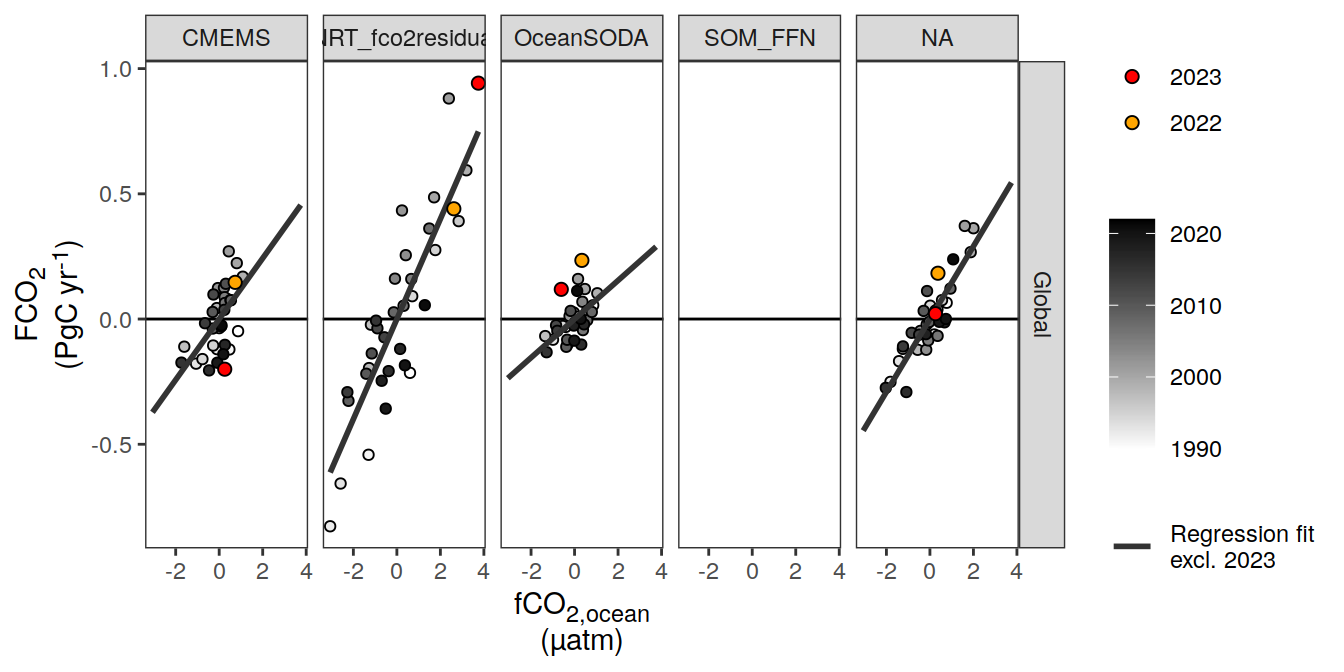 CMEMS
NRT_fco2residua
OceanSODA
SOM_FFN
NA
1.0
0.5
0.0
-0.5
FCO2
(PgC yr-1)
Global
-2 0 2 4
-2 0 2 4
-2 0 2 4
-2 0 2 4
-2 0 2 4
fCO2,ocean
(µatm)
2023
2022
2020
2010
2000
1990
Regression fit
excl. 2023